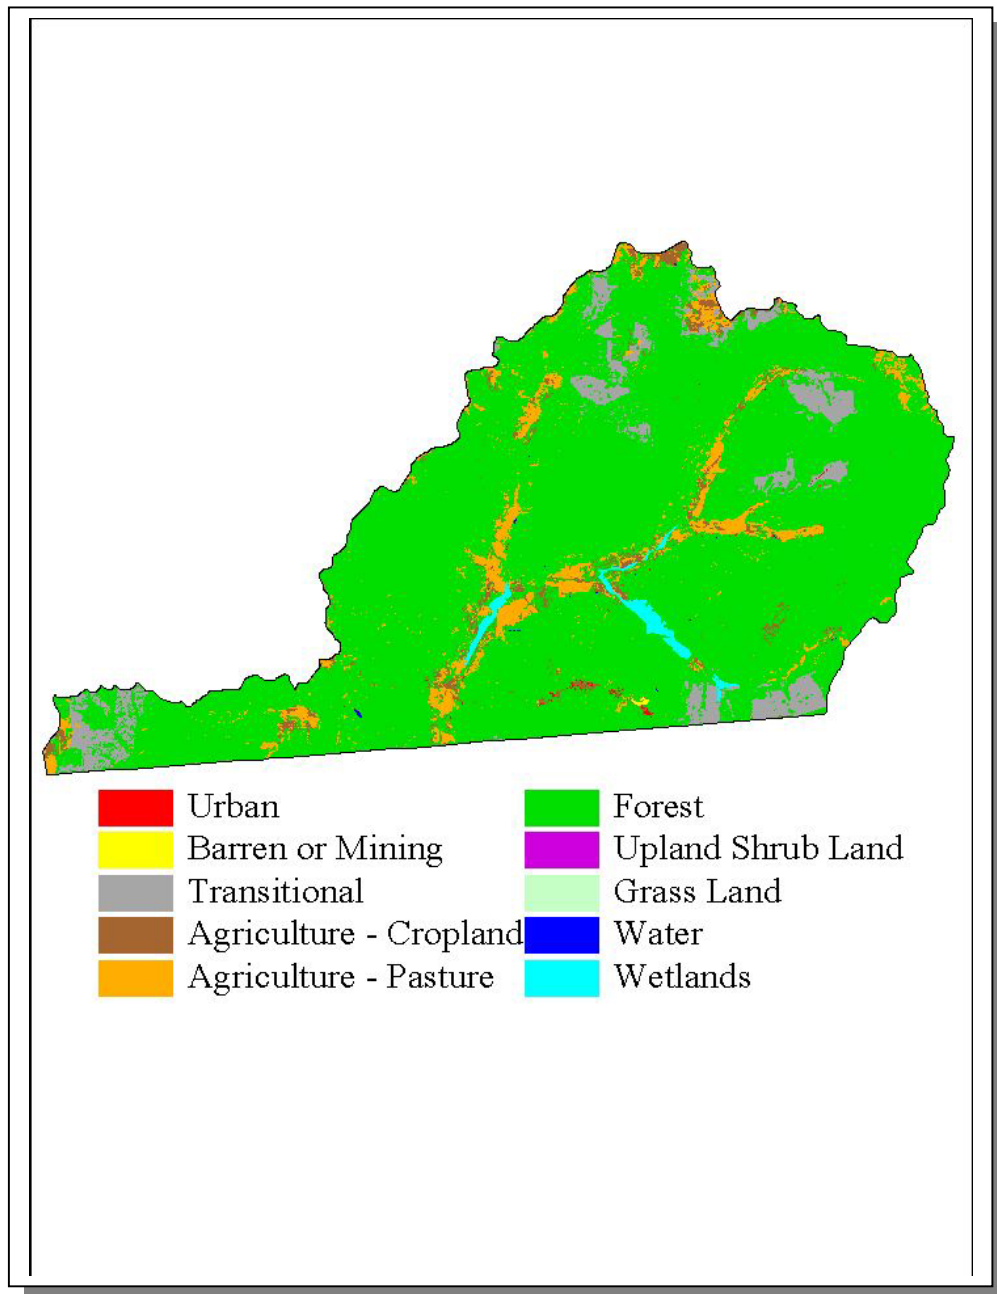 Urban
Barren or Mining
Transitional
Agriculture - Cropland
Agriculture - Pasture
Forest
Upland Shrub Land
Grass Land
Water
Wetlands